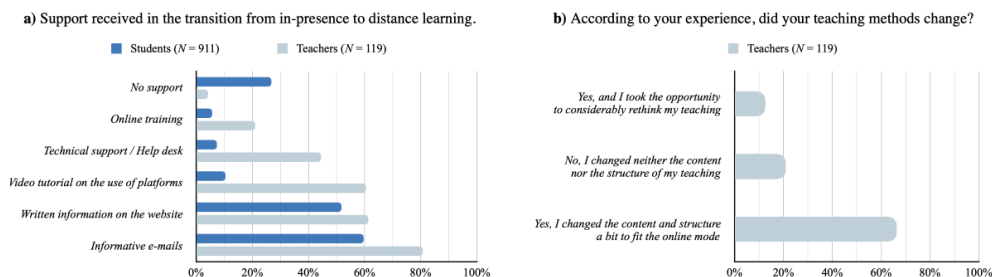 a) Support received in the transition from in-presence to distance learning.
Students (N = 911)
Teachers (N = 119)
No support
Online training
Technical support / Help desk
Video tutorial on the use of platforms
Written information on the website
Informative e-mails
0%
20%
40%
60%
80%
100%
b) According to your experience, did your teaching methods change?
Teachers (N = 119)
Yes, and I took the opportunity
to considerably rethink my teaching
No, I changed neither the content
nor the structure of my teaching
Yes, I changed the content and structure
a bit to fit the online mode
0%
20%
40%
60%
80%
100%